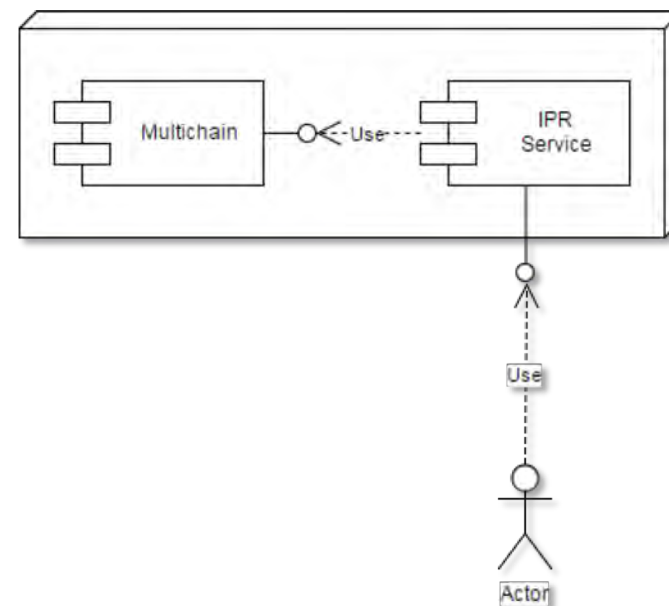 Multichain
Use
IPR
Service
Use
Actor